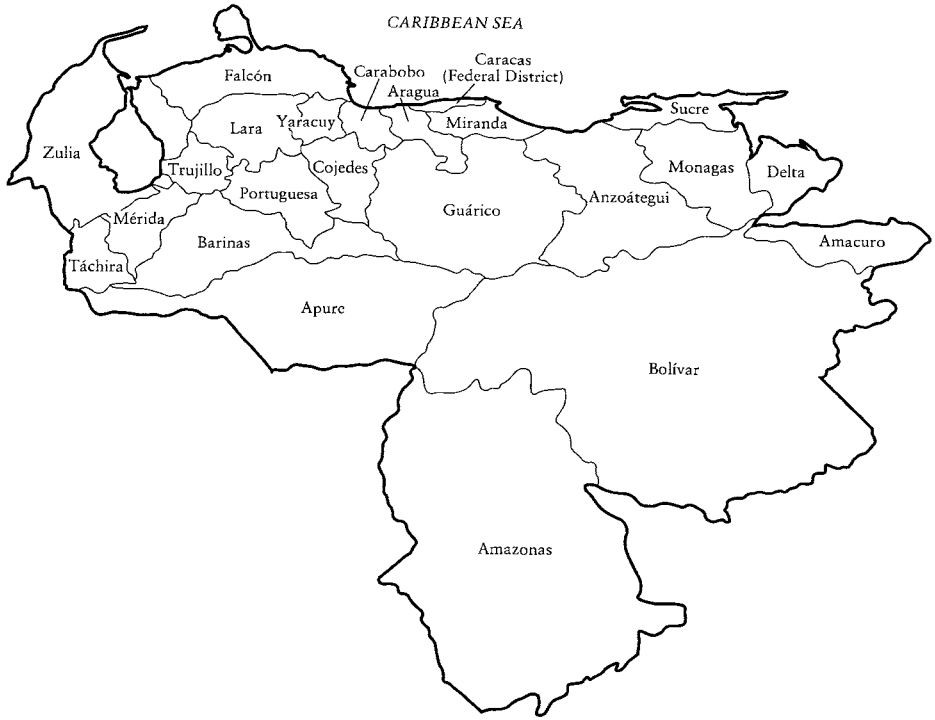 CARIBBEAN SEA
Caracas
(Federal District)
Carabobo
Aragua
Falcón
Sucre
Lara
Yaracuy
Miranda
Zulia
Trujillo
Cojedes
Monagas
Delta
Portuguesa
Anzoátegui
Guárico
Mérida
Barinas
Amacuro
Táchira
Apure
Bolívar
Amazonas